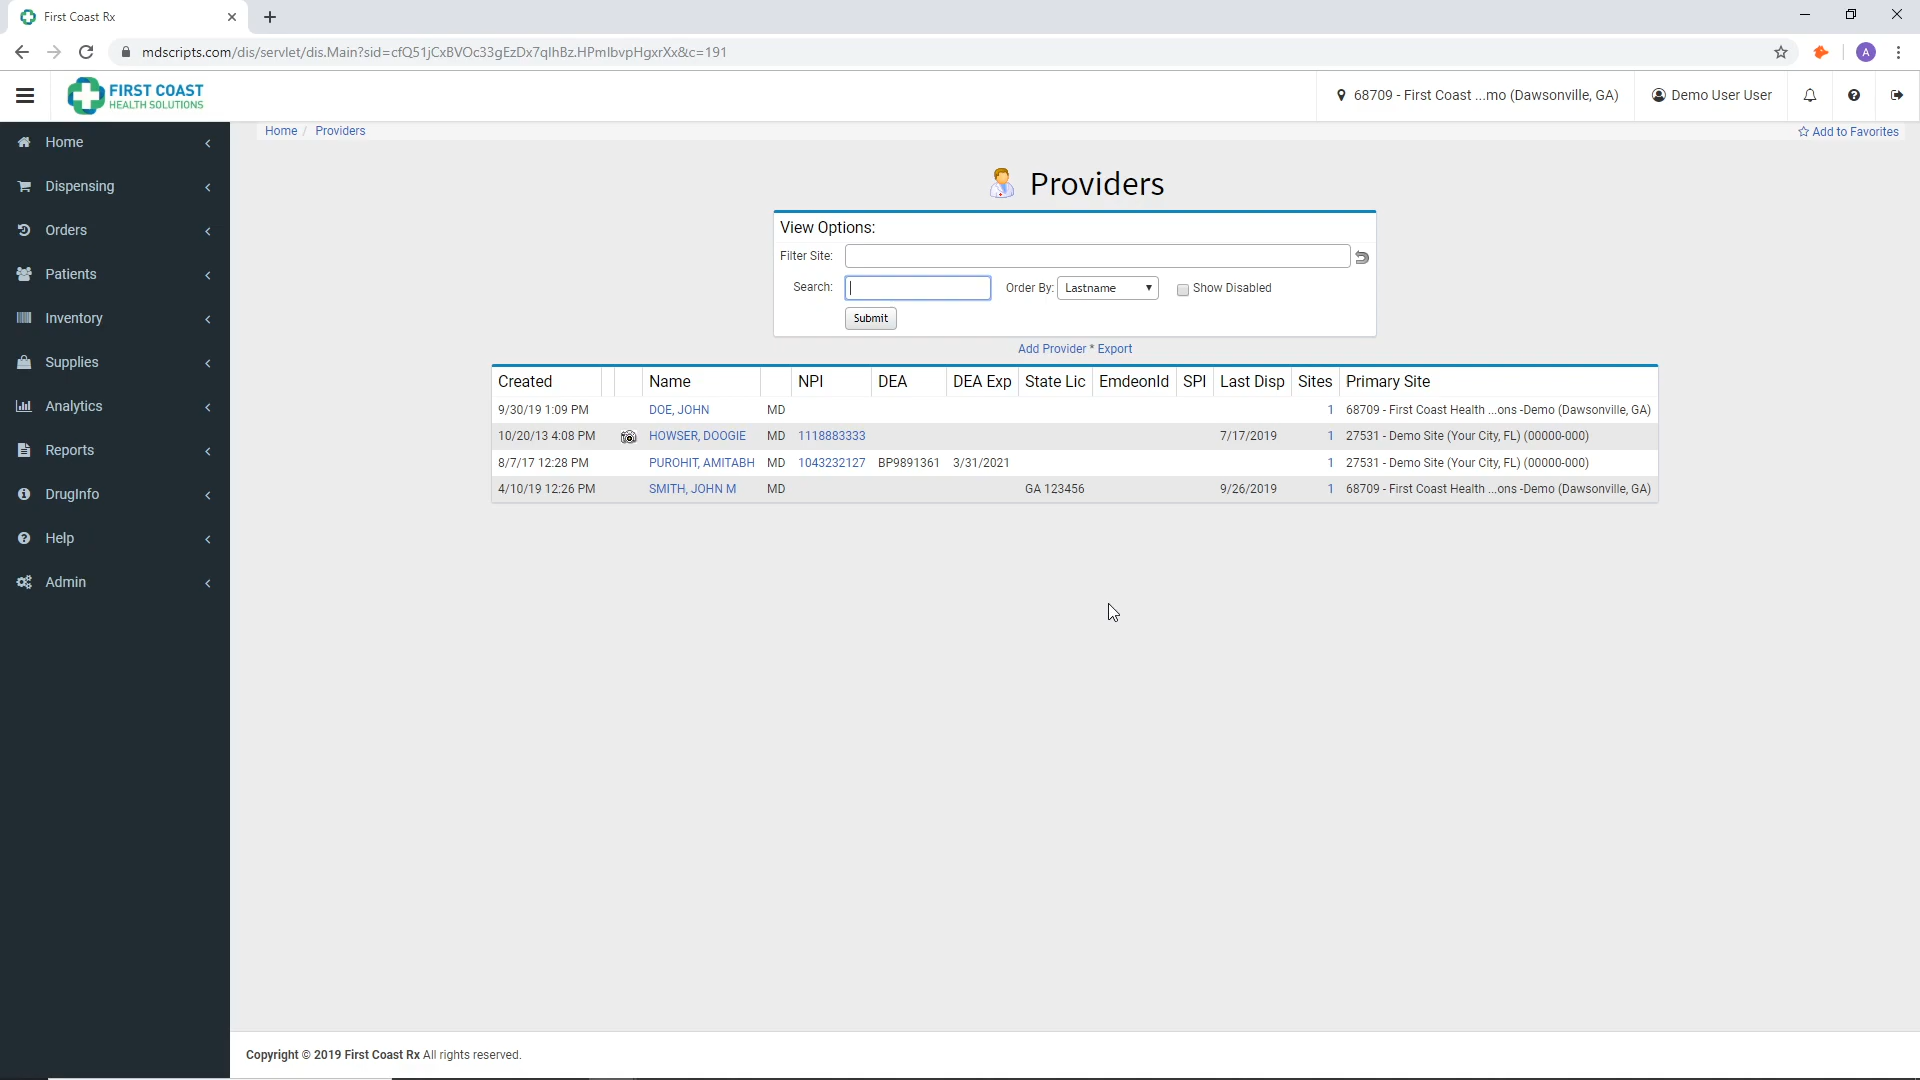 First Coast Rx
mdscripts.com/dis/servlet/dis.Main?sid=cfQ51jCxBVOc33gEzDx7qlhBz.HPmlbvpHgxrXx&c=191
A
FIRST COAST
HEALTH SOLUTIONS
68709 - First Coast ...mo (Dawsonville, GA)
Demo User User
Home / Providers
Add to Favorites
Home
Dispensing
Orders
Patients
Inventory
Supplies
Analytics
Reports
DrugInfo
Help
Admin
Providers
View Options:
Filter Site:
Search: Order By: Lastname Show Disabled
Submit
Add Provider * Export
Created Name NPI DEA DEA Exp State Lic EmdeonId SPI Last Disp Sites Primary Site
9/30/19 1:09 PM DOE, JOHN MD 1 68709 - First Coast Health ...ons -Demo (Dawsonville, GA)
10/20/13 4:08 PM HOWSER, DOOGIE MD 1118883333 7/17/2019 1 27531 - Demo Site (Your City, FL) (00000-000)
8/7/17 12:28 PM PUROHIT, AMITABH MD 1043232127 BP9891361 3/31/2021 1 27531 - Demo Site (Your City, FL) (00000-000)
4/10/19 12:26 PM SMITH, JOHN M MD GA 123456 9/26/2019 1 68709 - First Coast Health ...ons -Demo (Dawsonville, GA)
Copyright © 2019 First Coast Rx All rights reserved.